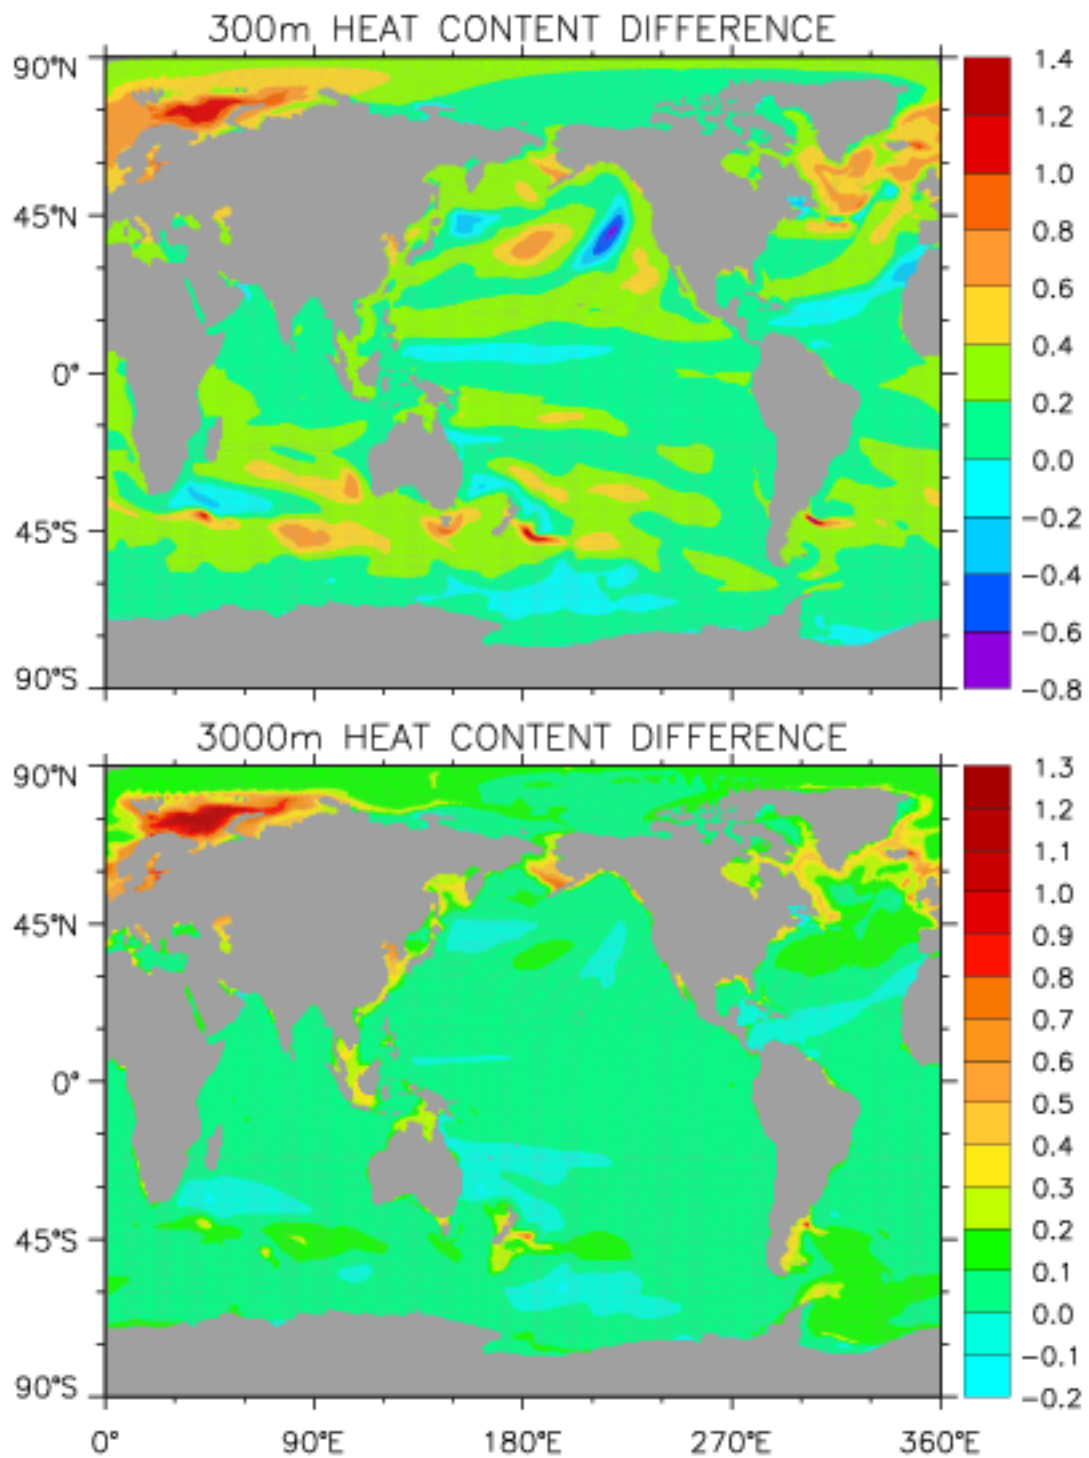 300m HEAT CONTENT DIFFERENCE
90°N
45°N
0°
45°S
90°S
1.4
1.2
1.0
0.8
0.6
0.4
0.2
0.0
−0.2
−0.4
−0.6
−0.8
3000m HEAT CONTENT DIFFERENCE
90°N
45°N
0°
45°S
90°S
1.3
1.2
1.1
1.0
0.9
0.8
0.7
0.6
0.5
0.4
0.3
0.2
0.1
0.0
−0.1
−0.2
0° 90°E 180°E 270°E 360°E